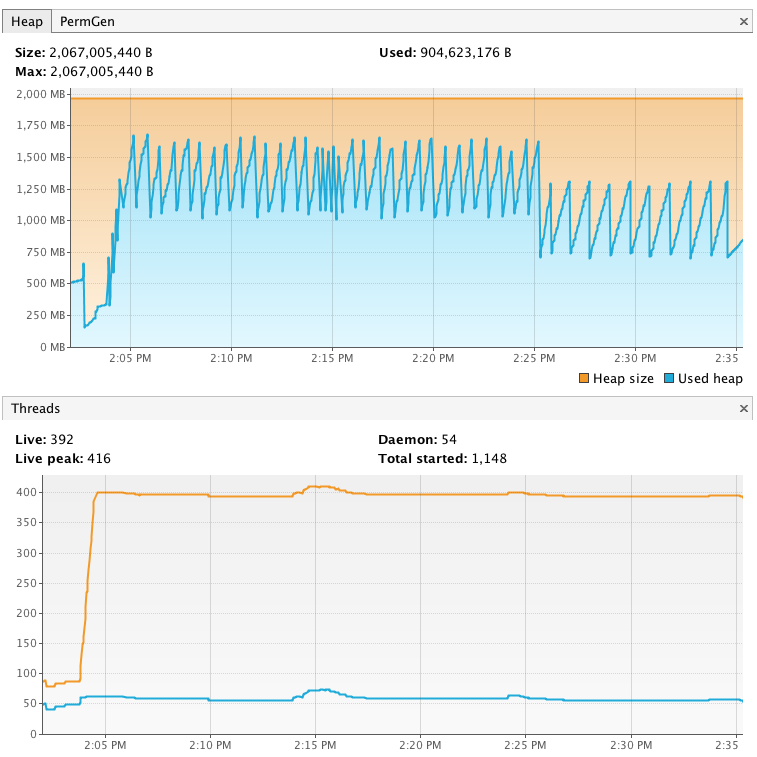 Heap PermGen ×
Size: 2,067,005,440 B Used: 904,623,176 B
Max: 2,067,005,440 B
2,000 MB
1,750 MB
1,500 MB
1,250 MB
1,000 MB
750 MB
500 MB
250 MB
0 MB
2:05 PM 2:10 PM 2:15 PM 2:20 PM 2:25 PM 2:30 PM 2:35
Heap size Used heap
Threads ×
Live: 392 Daemon: 54
Live peak: 416 Total started: 1,148
400
350
300
250
200
150
100
50
0
2:05 PM 2:10 PM 2:15 PM 2:20 PM 2:25 PM 2:30 PM 2:35